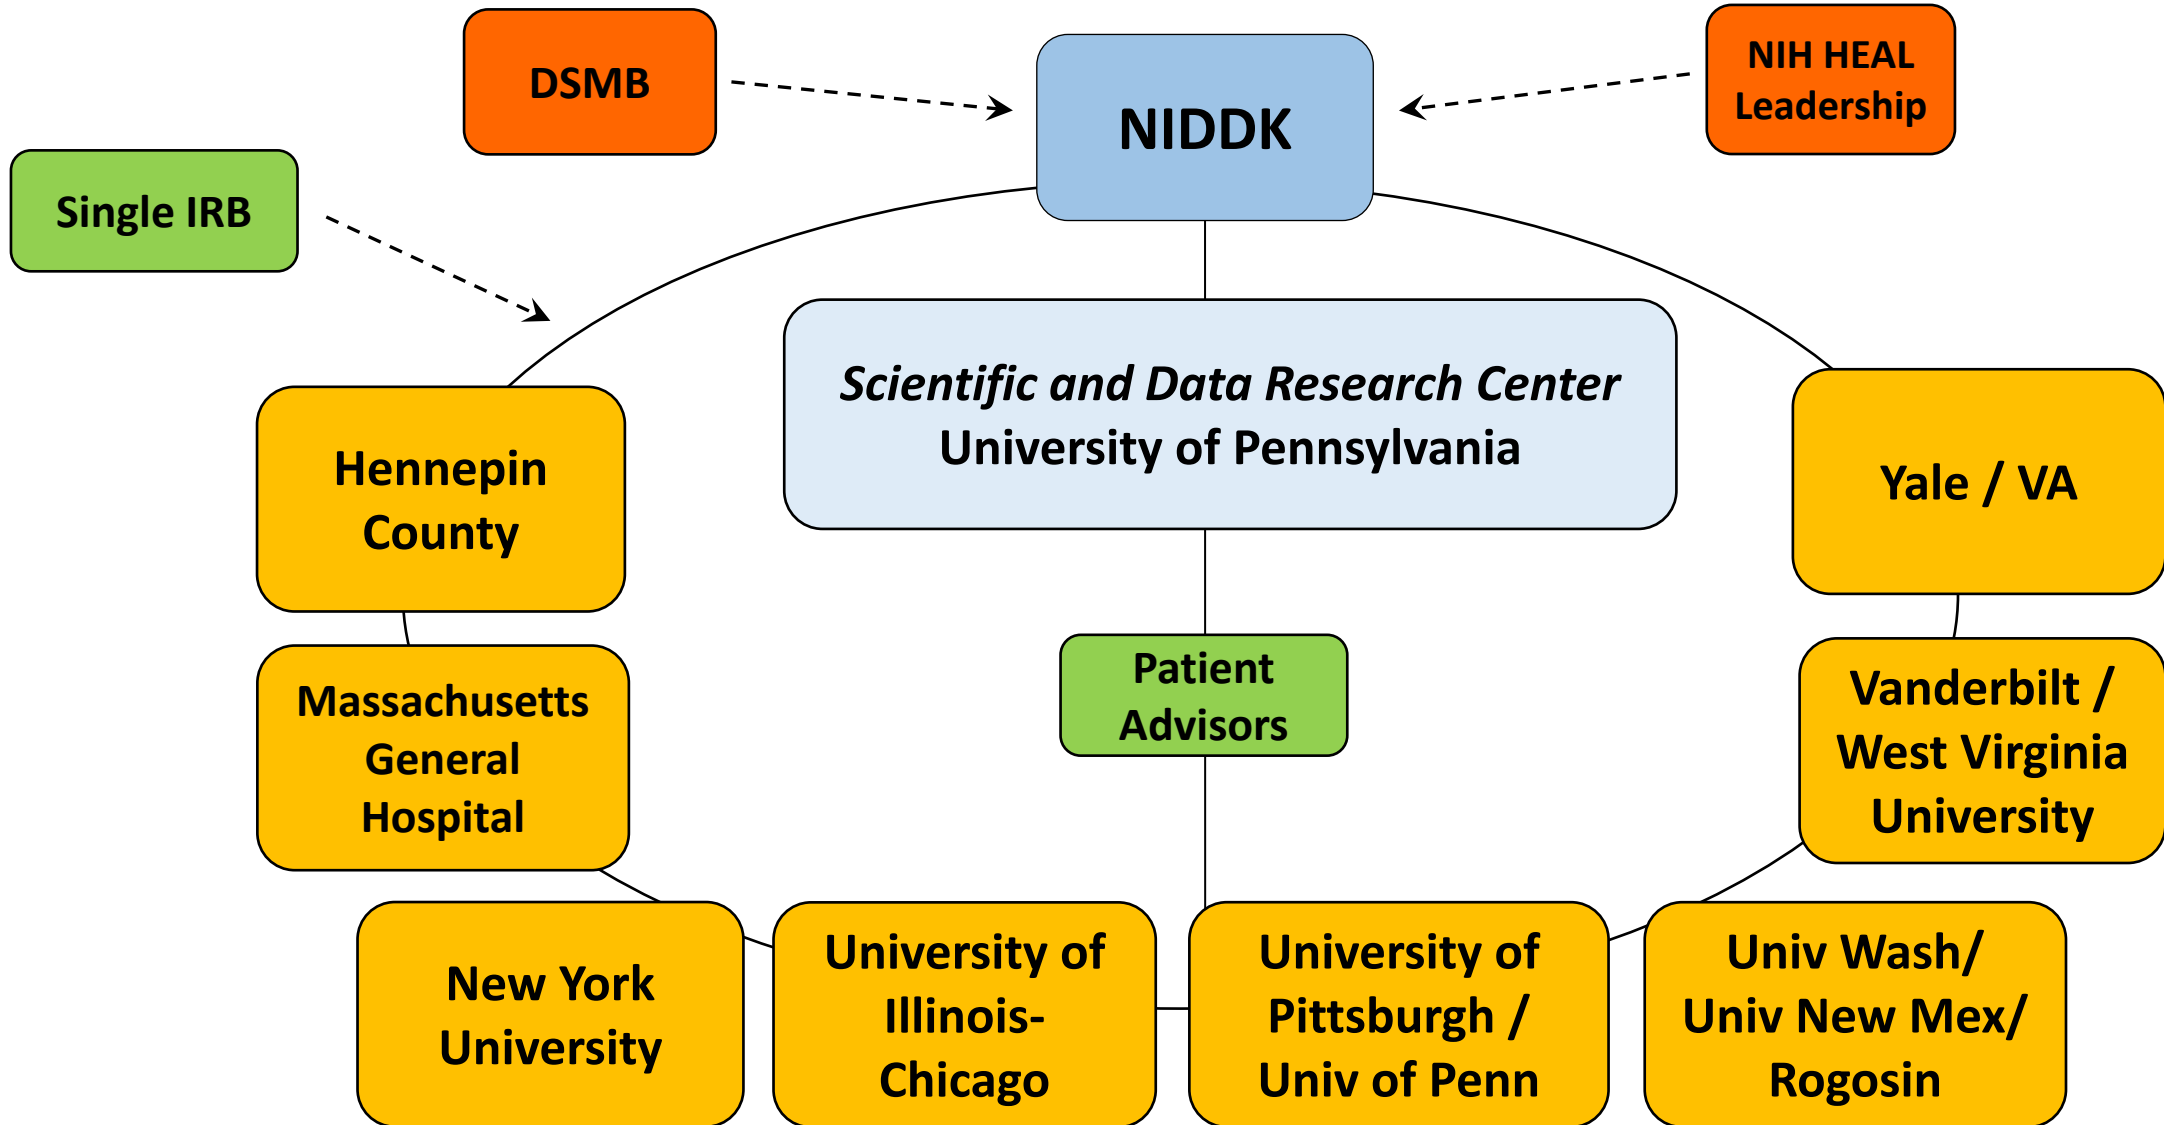 DSMB
NIDDK
NIH HEAL
Leadership
Single IRB
Scientific and Data Research Center
University of Pennsylvania
Hennepin
County
Yale / VA
Massachusetts
General
Hospital
Patient
Advisors
Vanderbilt /
West Virginia
University
New York
University
University of
Illinois-
Chicago
University of
Pittsburgh /
Univ of Penn
Univ Wash/
Univ New Mex/
Rogosin